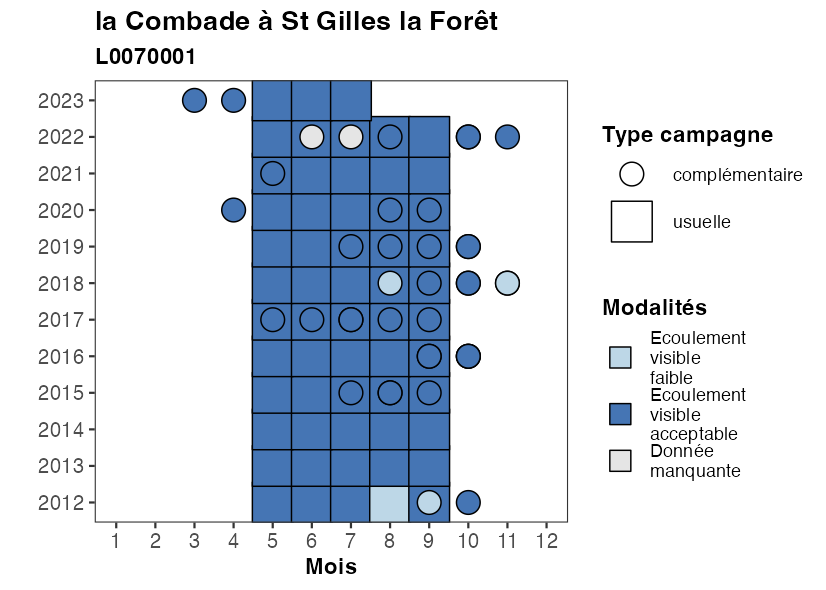 la Combade à St Gilles la Forêt
L0070001
2023
2022
2021
2020
2019
2018
2017
2016
2015
2014
2013
2012
1 2 3 4 5 6 7 8 9 10 11 12
Mois
Type campagne
complémentaire
usuelle
Modalités
Ecoulement
visible
faible
Ecoulement
visible
acceptable
Donnée
manquante